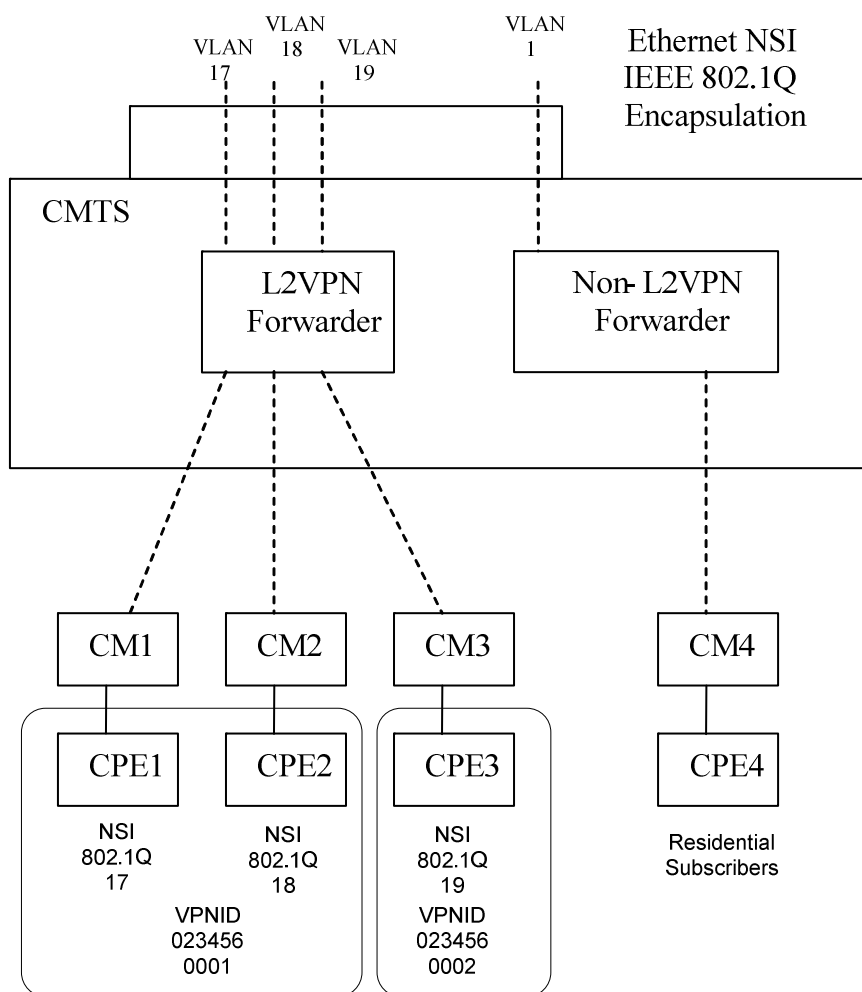 VLAN
17
VLAN
18
VLAN
19
VLAN
1
Ethernet NSI
IEEE 802.1Q
Encapsulation
CMTS
L2VPN
Forwarder
Non- L2VPN
Forwarder
CM1
CM2
CM3
CM4
CPE1
CPE2
CPE3
CPE4
NSI
802.1Q
17
NSI
802.1Q
18
NSI
802.1Q
19
Residential
Subscribers
VPNID
023456
0001
VPNID
023456
0002